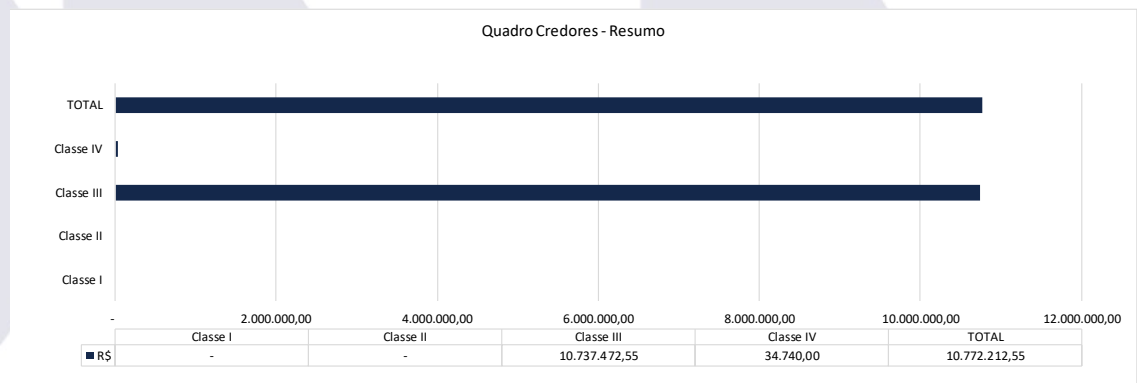 Quadro Credores - Resumo
TOTAL
Classe IV
Classe III
Classe II
Classe I
- 2.000.000,00 4.000.000,00 6.000.000,00 8.000.000,00 10.000.000,00 12.000.000,00
Classe I Classe II Classe III Classe IV TOTAL
R$ - - 10.737.472,55 34.740,00 10.772.212,55